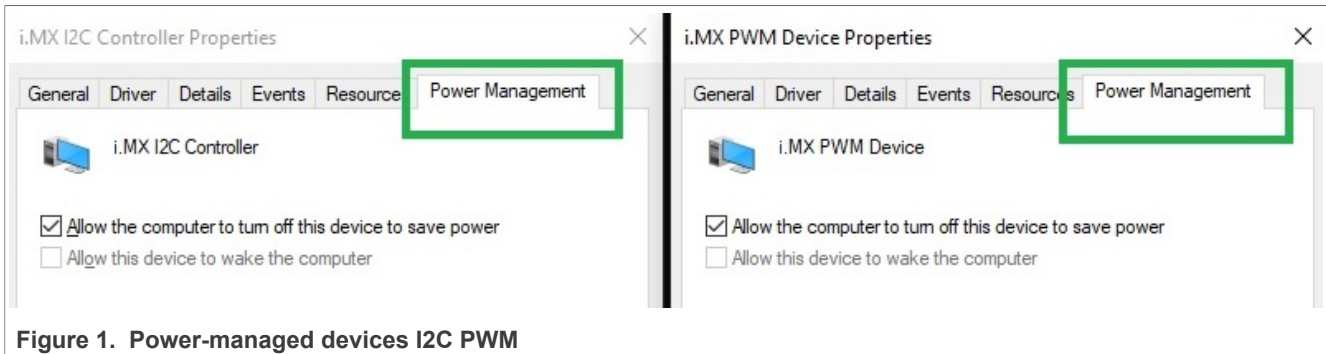 i.MX I2C Controller Properties
General Driver Details Events Resource Power Management
i.MX I2C Controller
Allow the computer to turn off this device to save power
Allow this device to wake the computer
i.MX PWM Device Properties
General Driver Details Events Resources Power Management
i.MX PWM Device
Allow the computer to turn off this device to save power
Allow this device to wake the computer
Figure 1. Power-managed devices I2C PWM